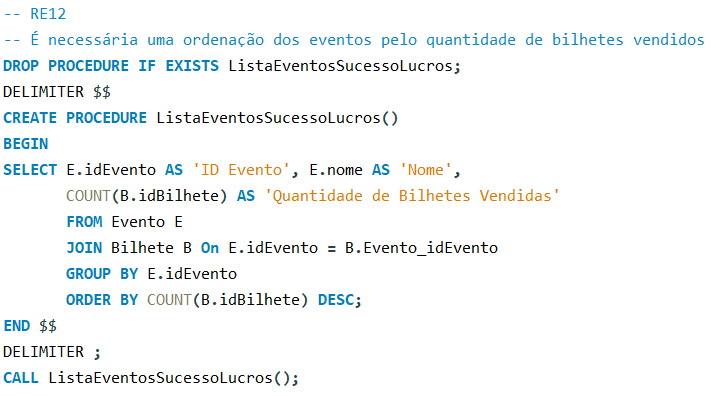 -- RE12
-- É necessária uma ordenação dos eventos pelo quantidade de bilhetes vendidos
DROP PROCEDURE IF EXISTS ListaEventosSucessoLucros;
DELIMITER $$
CREATE PROCEDURE ListaEventosSucessoLucros()
BEGIN
SELECT E.idEvento AS 'ID Evento', E.nome AS 'Nome',
COUNT(B.idBilhete) AS 'Quantidade de Bilhetes Vendidas'
FROM Evento E
JOIN Bilhete B On E.idEvento = B.Evento_idEvento
GROUP BY E.idEvento
ORDER BY COUNT(B.idBilhete) DESC;
END $$
DELIMITER ;
CALL ListaEventosSucessoLucros();